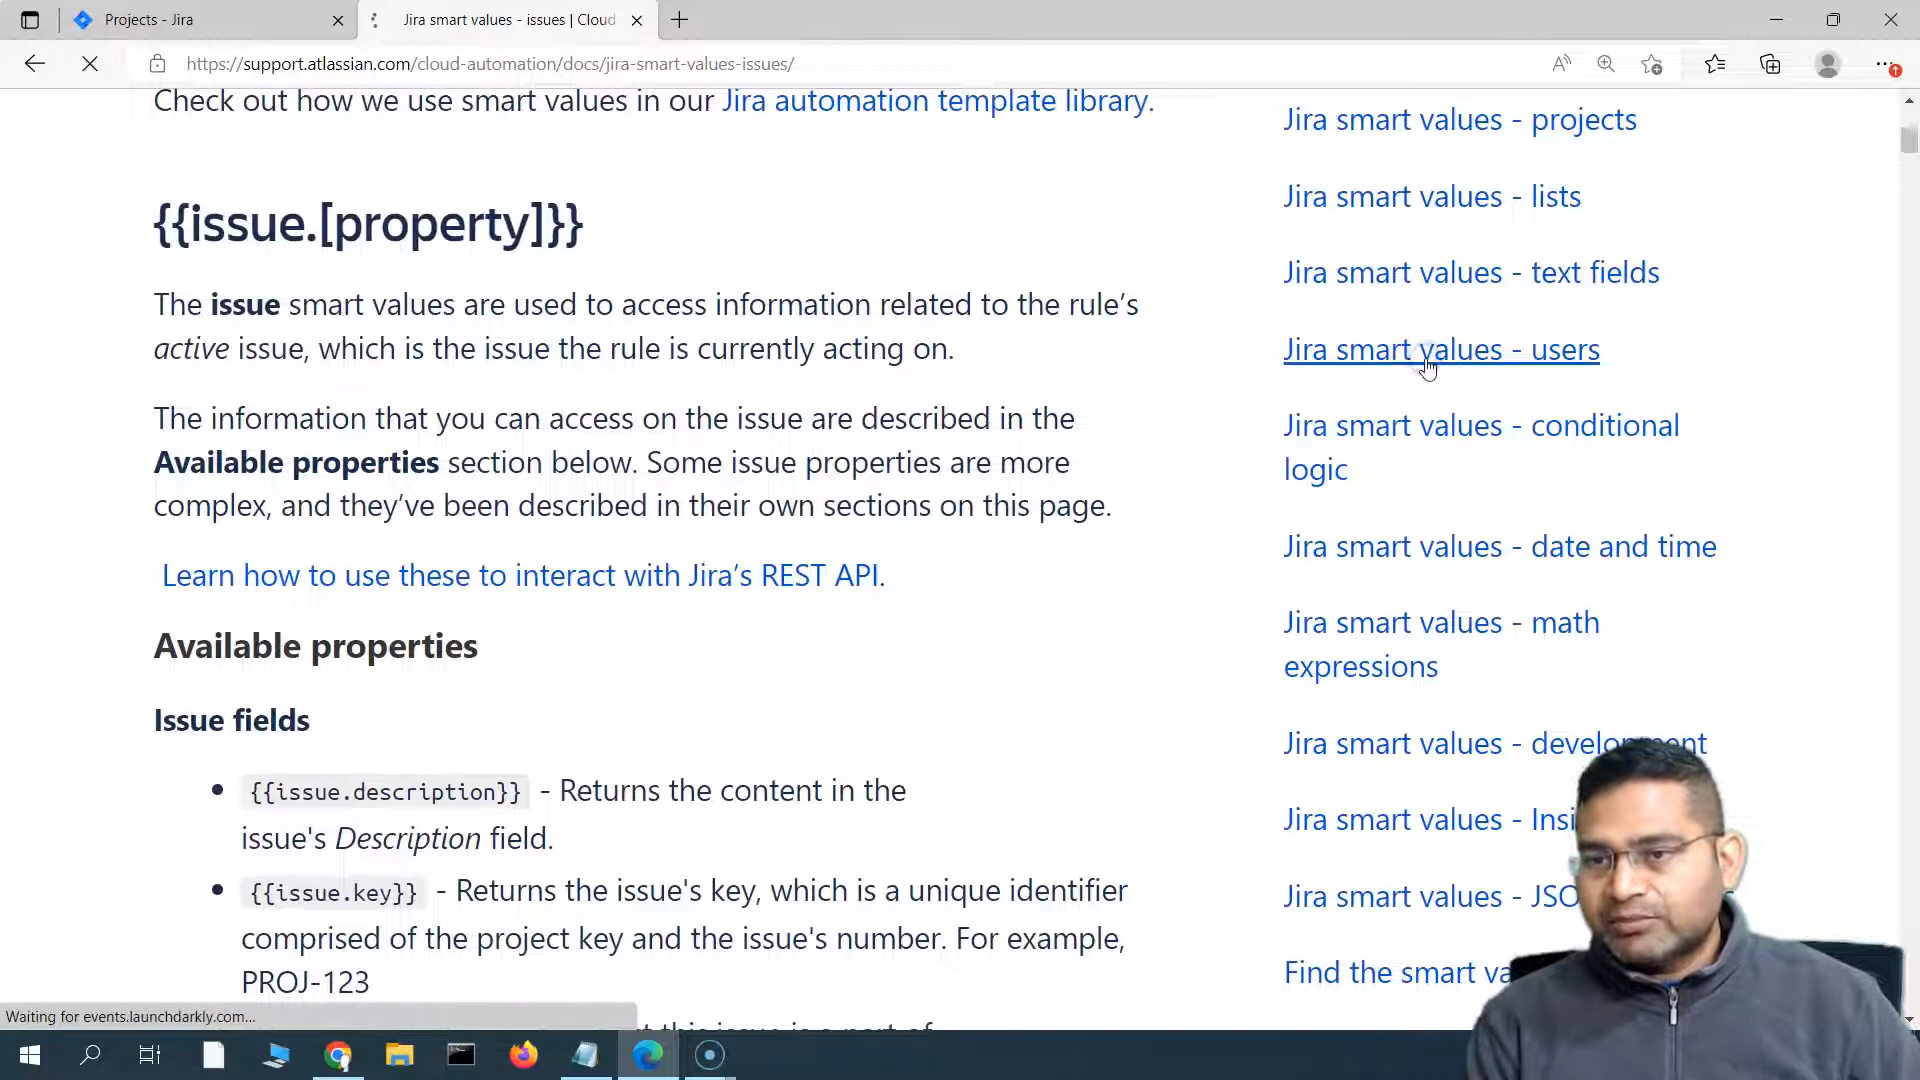 Projects - Jira
Jira smart values - issues | Cloud
https://support.atlassian.com/cloud-automation/docs/jira-smart-values-issues/
Check out how we use smart values in our Jira automation template library.
{{issue.[property]}}
The issue smart values are used to access information related to the rule’s
active issue, which is the issue the rule is currently acting on.
The information that you can access on the issue are described in the
Available properties section below. Some issue properties are more
complex, and they’ve been described in their own sections on this page.
Learn how to use these to interact with Jira’s REST API.
Available properties
Issue fields
{{issue.description}} - Returns the content in the
issue's Description field.
{{issue.key}} - Returns the issue's key, which is a unique identifier
comprised of the project key and the issue's number. For example,
PROJ-123
this issue is a part of
Jira smart values - projects
Jira smart values - lists
Jira smart values - text fields
Jira smart values - users
Jira smart values - conditional
logic
Jira smart values - date and time
Jira smart values - math
expressions
Jira smart values - development
Jira smart values - Insi
Jira smart values - JSO
Find the smart va
Waiting for events.launchdarkly.com...